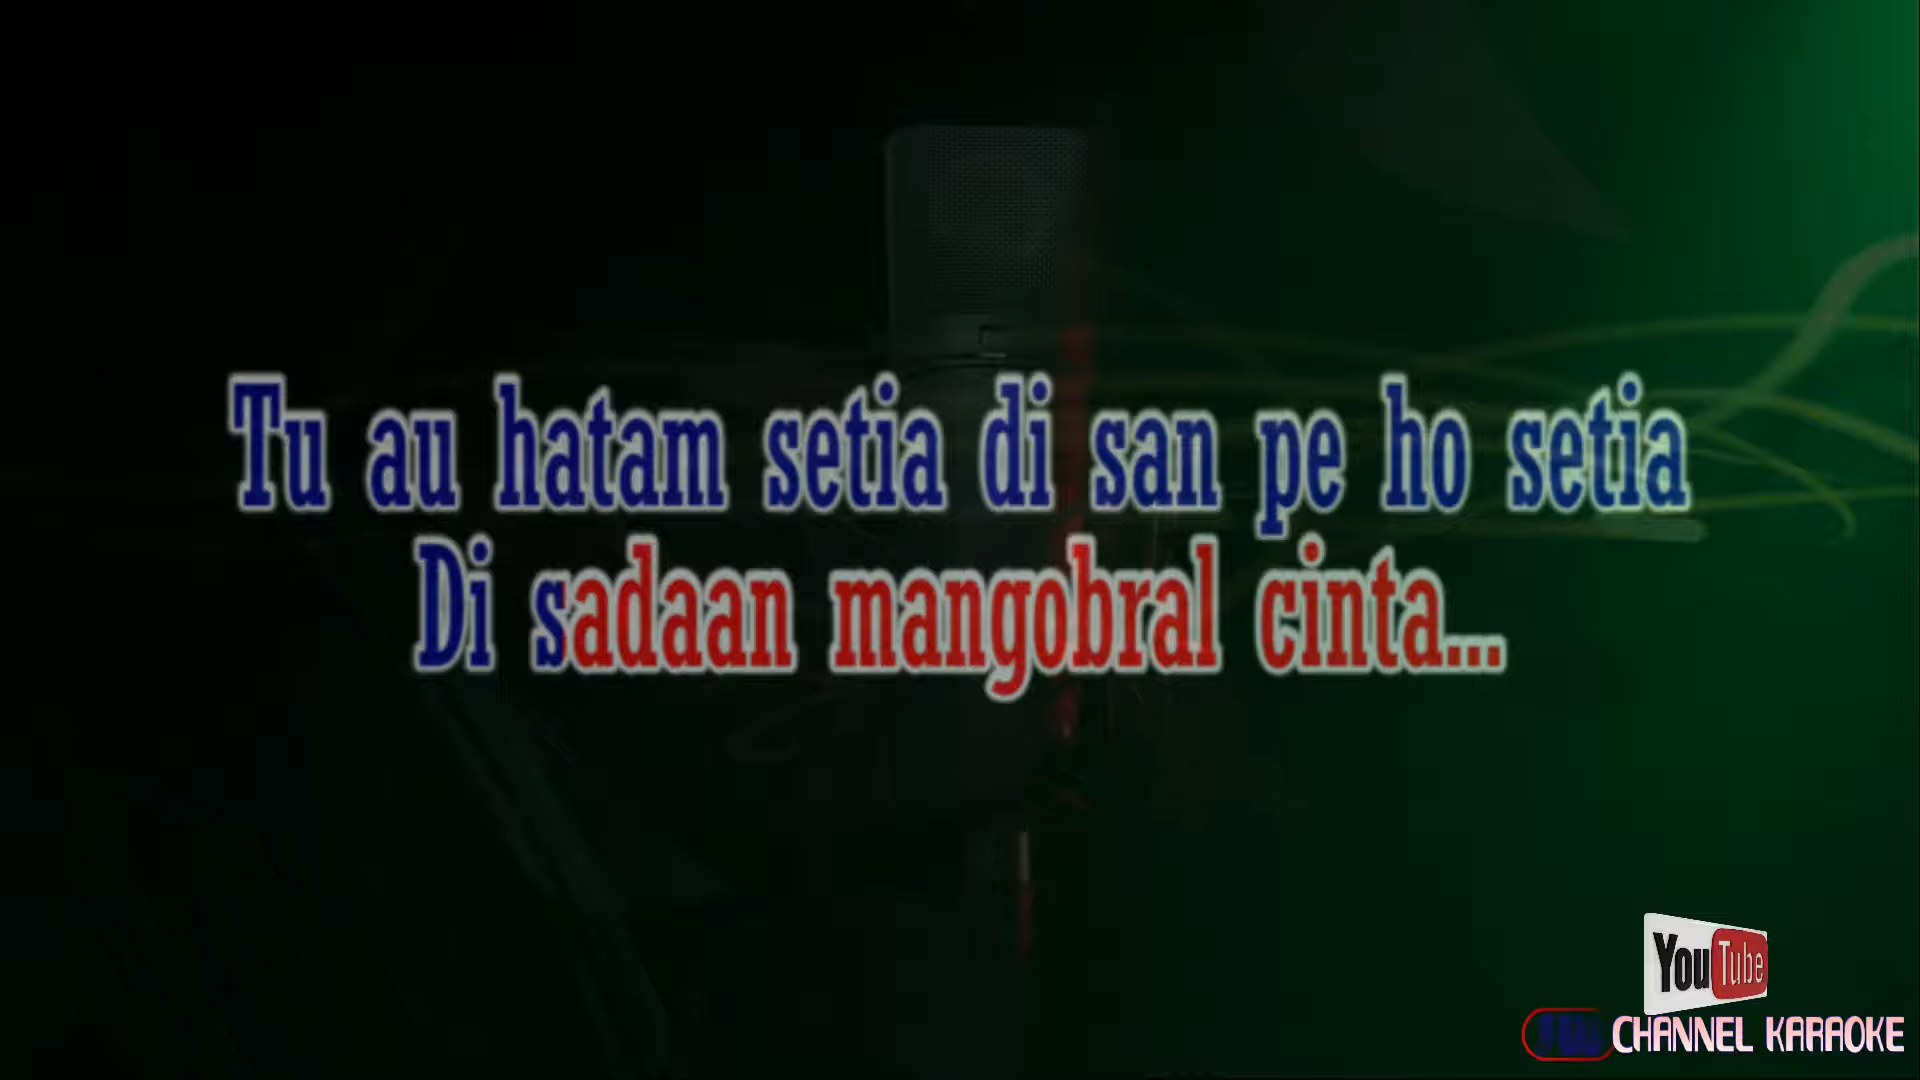 Tu au hatam setia di san pe ho setia
Di sadaan mangobral cinta...
YouTube
CHANNEL KARAOKE